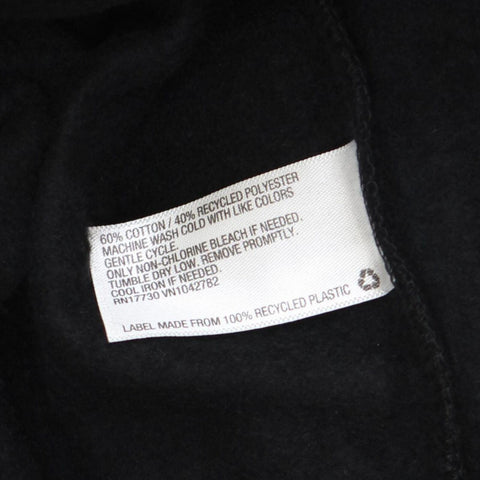 60% COTTON / 40% RECYCLED POLYESTER
MACHINE WASH COLD WITH LIKE COLORS
GENTLE CYCLE.
ONLY NON-CHLORINE BLEACH IF NEEDED.
TUMBLE DRY LOW. REMOVE PROMPTLY.
COOL IRON IF NEEDED.
RN17730 VN1042782
LABEL MADE FROM 100% RECYCLED PLASTIC